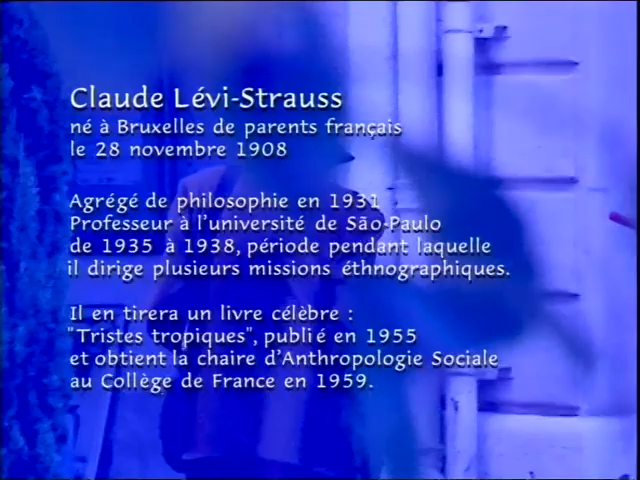 Claude Lévi-Strauss
né à Bruxelles de parents français
le 28 novembre 1908
Agrégé de philosophie en 1931
Professeur à l'université de São-Paulo
de 1935 à 1938, période pendant laquelle
il dirige plusieurs missions éthnographiques.
Il en tirera un livre célèbre :
"Tristes tropiques", publié en 1955
et obtient la chaire d'Anthropologie Sociale
au Collège de France en 1959.